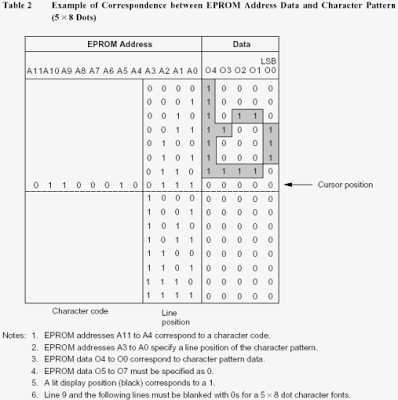 Table 2 Example of Correspondence between EPROM Address Data and Character Pattern
(5 × 8 Dots)
EPROM Address Data
LSB
A11 A10 A9 A8 A7 A6 A5 A4 A3 A2 A1 A0 O4 O3 O2 O1 O0
0 0 0 0 1 0 0 0 0
0 0 0 1 1 0 0 0 0
0 0 1 0 1 0 1 1 0
0 0 1 1 1 1 0 0 1
0 1 0 0 1 0 0 0 1
0 1 0 1 1 0 0 0 1
0 1 1 0 1 1 1 1 0
0 1 1 0 0 0 1 0 0 1 1 1 0 0 0 0 0 Cursor position
1 0 0 0 0 0 0 0 0
1 0 0 1 0 0 0 0 0
1 0 1 0 0 0 0 0 0
1 0 1 1 0 0 0 0 0
1 1 0 0 0 0 0 0 0
1 1 0 1 0 0 0 0 0
1 1 1 0 0 0 0 0 0
1 1 1 1 0 0 0 0 0
Character code Line
position
Notes: 1. EPROM addresses A11 to A4 correspond to a character code.
2. EPROM addresses A3 to A0 specify a line position of the character pattern.
3. EPROM data O4 to O0 correspond to character pattern data.
4. EPROM data O5 to O7 must be specified as 0.
5. A lit display position (black) corresponds to a 1.
6. Line 9 and the following lines must be blanked with 0s for a 5 × 8 dot character fonts.